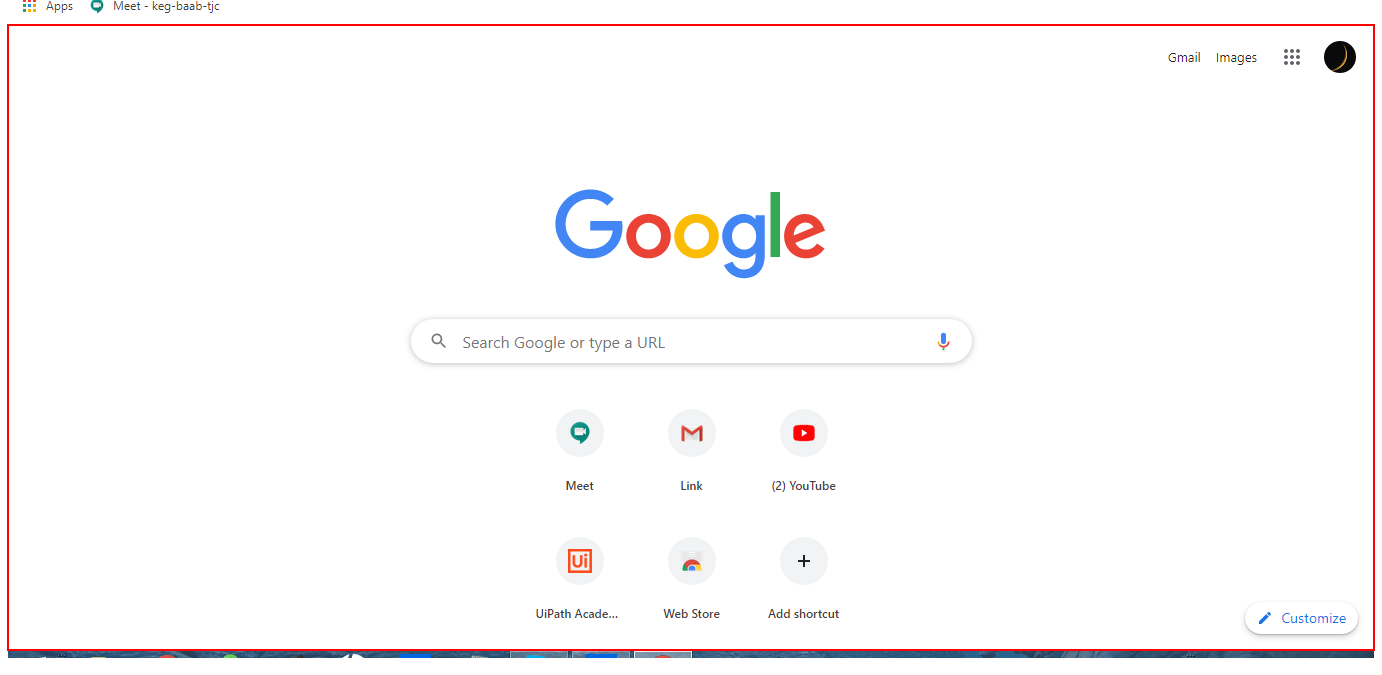 Apps Meet - keg-baab-tjc
Gmail Images
Google
Search Google or type a URL
Meet Link (2) YouTube
Ui
UiPath Acade... Web Store Add shortcut
Customize